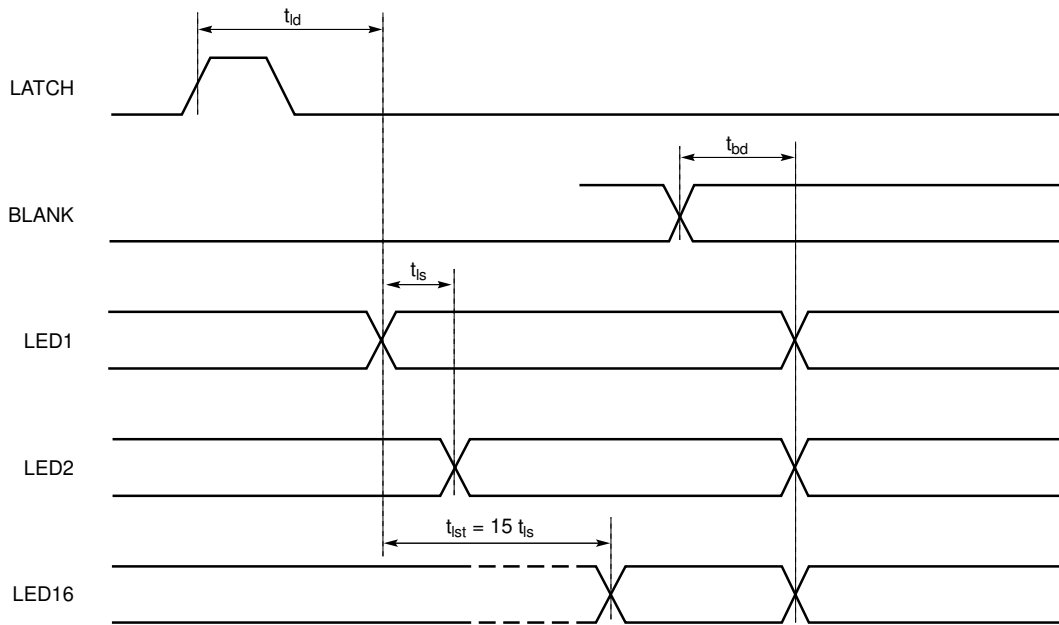 t_ld
LATCH
t_bd
BLANK
t_ls
LED1
LED2
t_lst = 15 t_ls
LED16